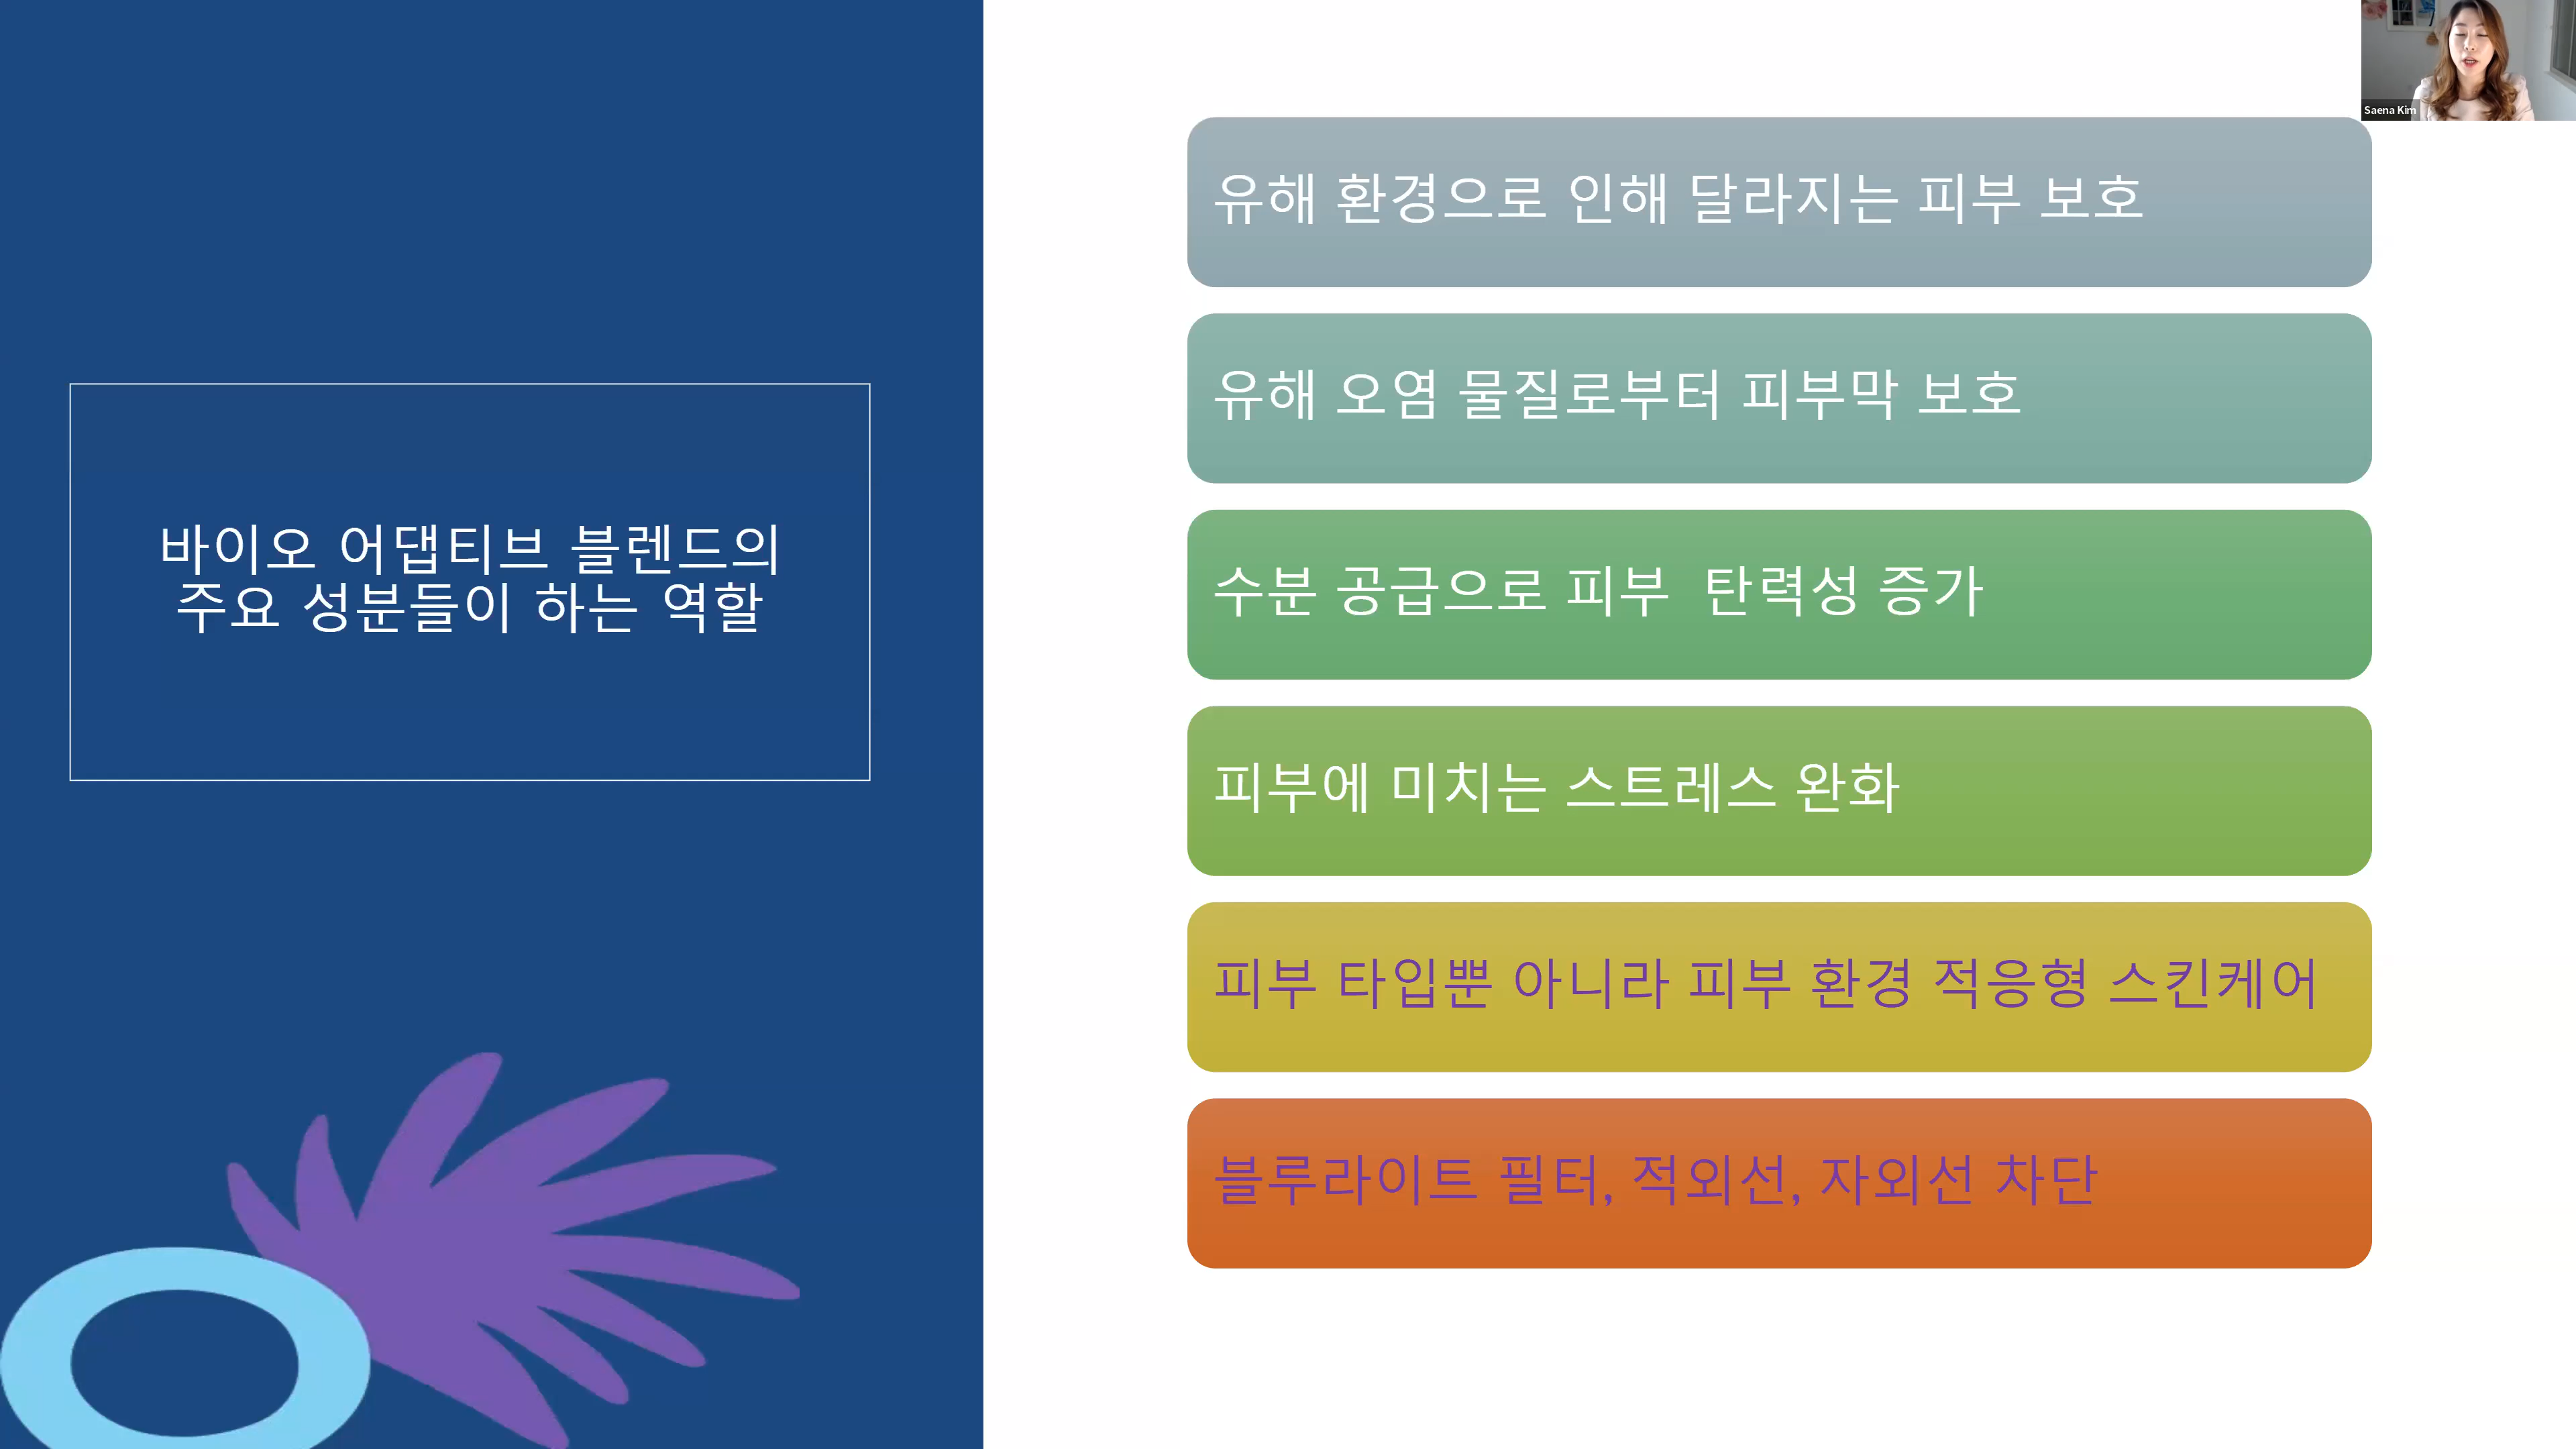 바이오 어댑티브 블렌드의
주요 성분들이 하는 역할
유해 환경으로 인해 달라지는 피부 보호
유해 오염 물질로부터 피부막 보호
수분 공급으로 피부 탄력성 증가
피부에 미치는 스트레스 완화
피부 타입뿐 아니라 피부 환경 적응형 스킨케어
블루라이트 필터, 적외선, 자외선 차단
Saena Kim